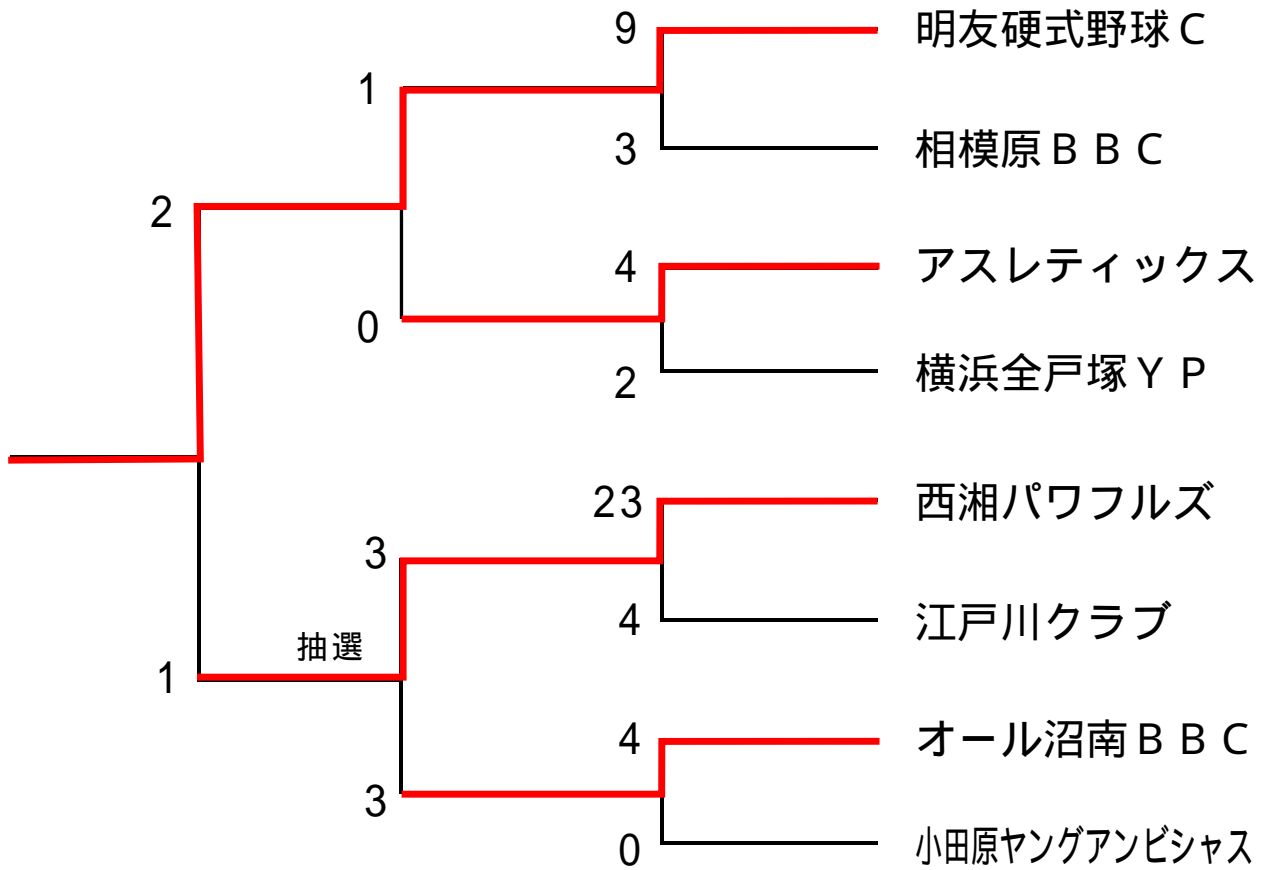 9 明友硬式野球C
1
3 相模原BBC
2
4 アスレティックス
0
2 横浜全戸塚YP
23 西湘パワフルズ
3
4 江戸川クラブ
抽選
1
4 オール沼南BBC
3
0 小田原ヤングアンビシャス